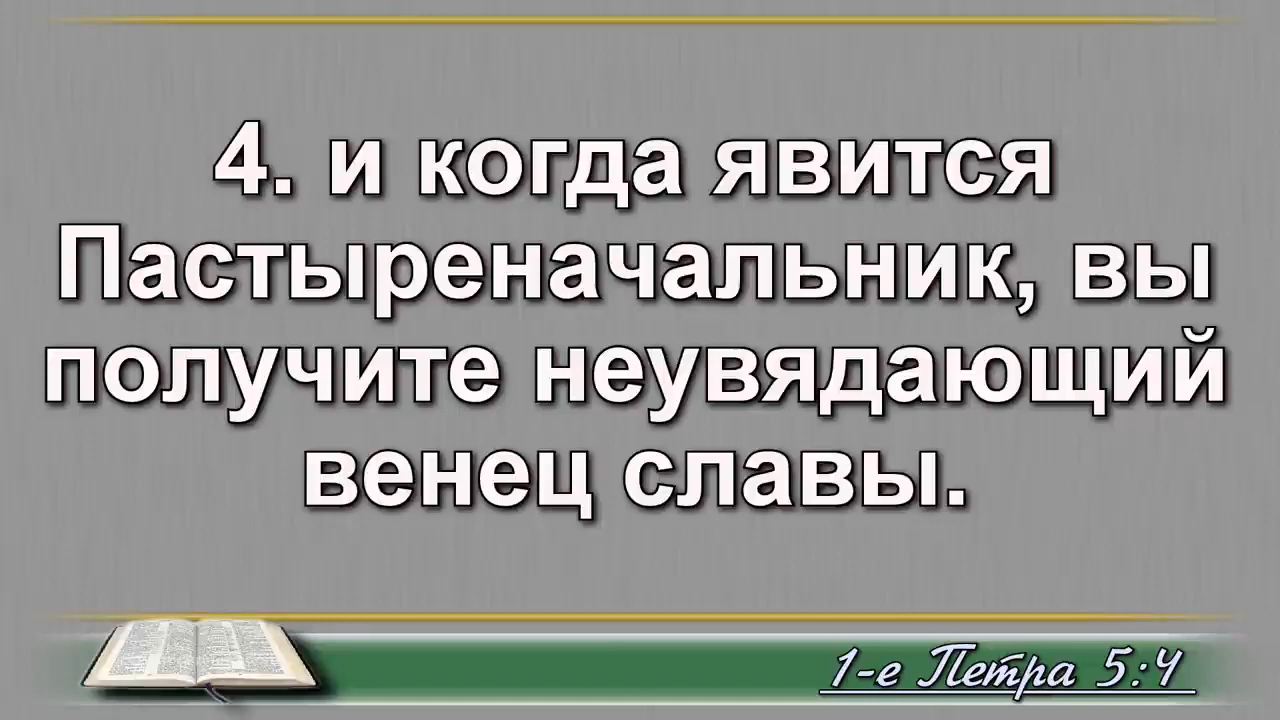 4. и когда явится
Пастыреначальник, вы
получите неувядающий
венец славы.
1-е Петра 5:4